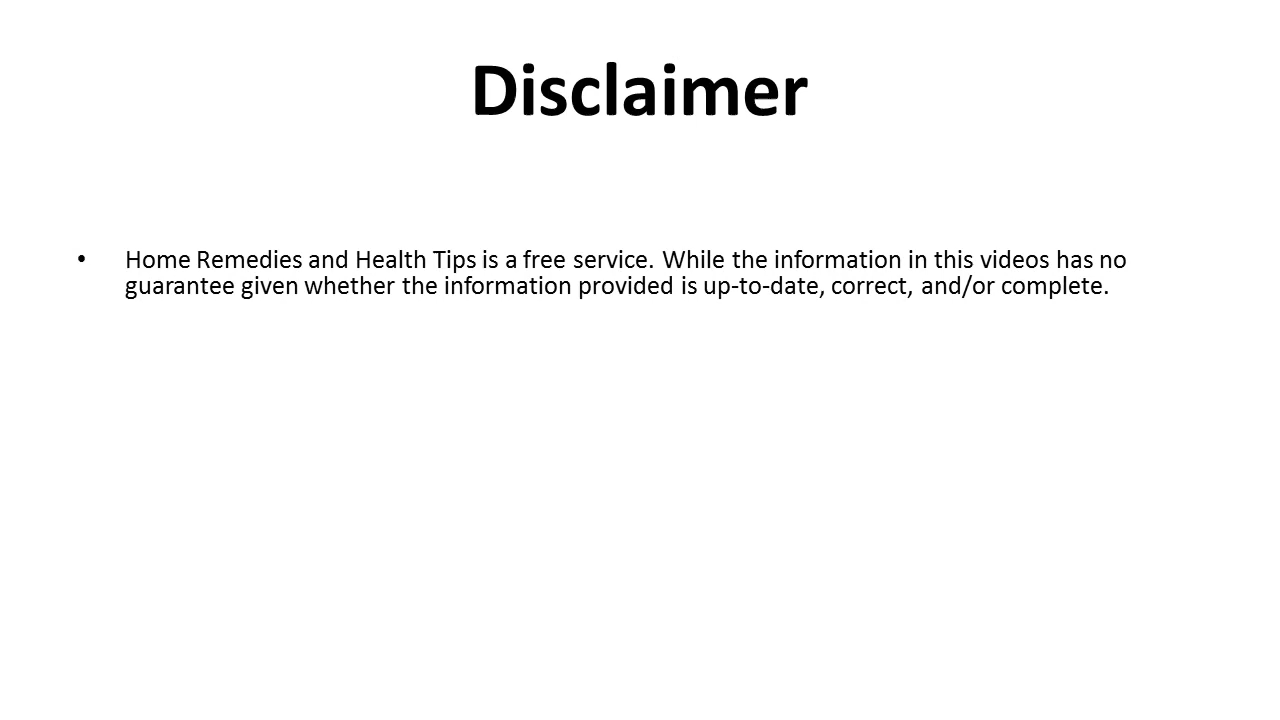 Disclaimer
• Home Remedies and Health Tips is a free service. While the information in this videos has no
guarantee given whether the information provided is up-to-date, correct, and/or complete.